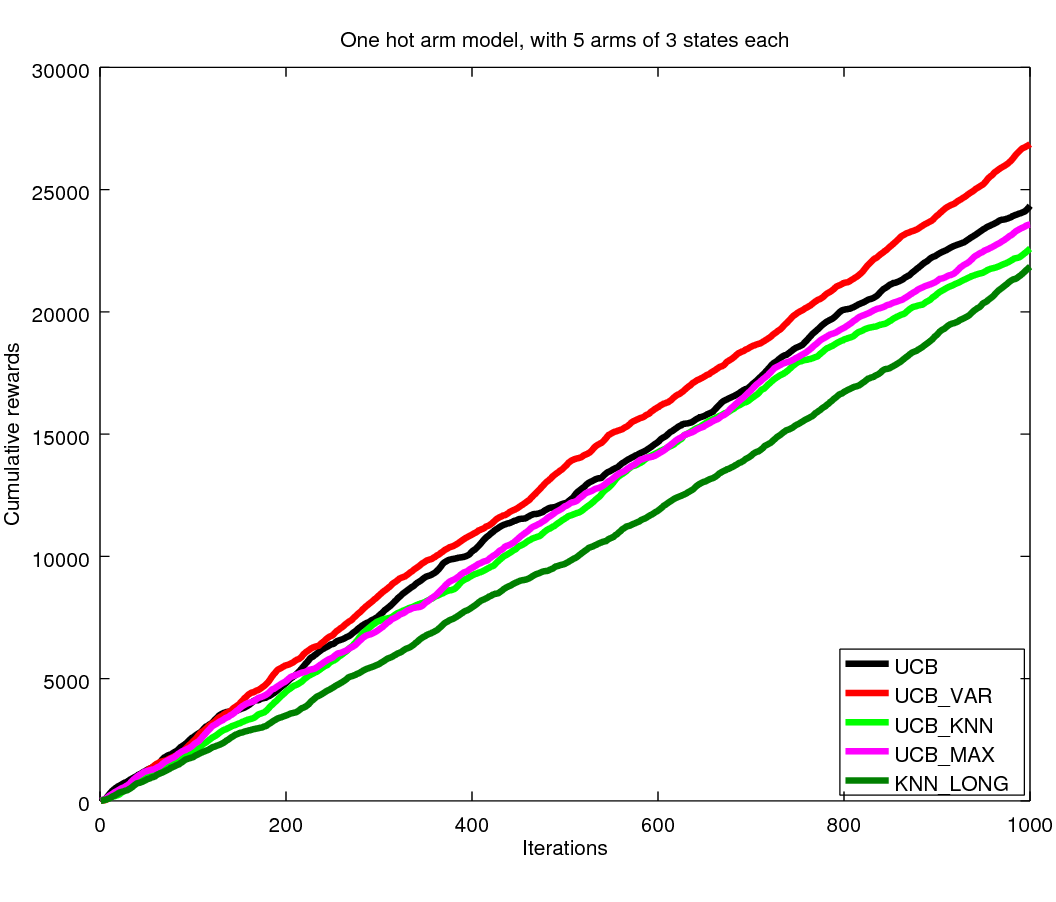 One hot arm model, with 5 arms of 3 states each
30000
25000
20000
15000
10000
5000
0
Cumulative rewards
0 200 400 600 800 1000
Iterations
UCB
UCB_VAR
UCB_KNN
UCB_MAX
KNN_LONG